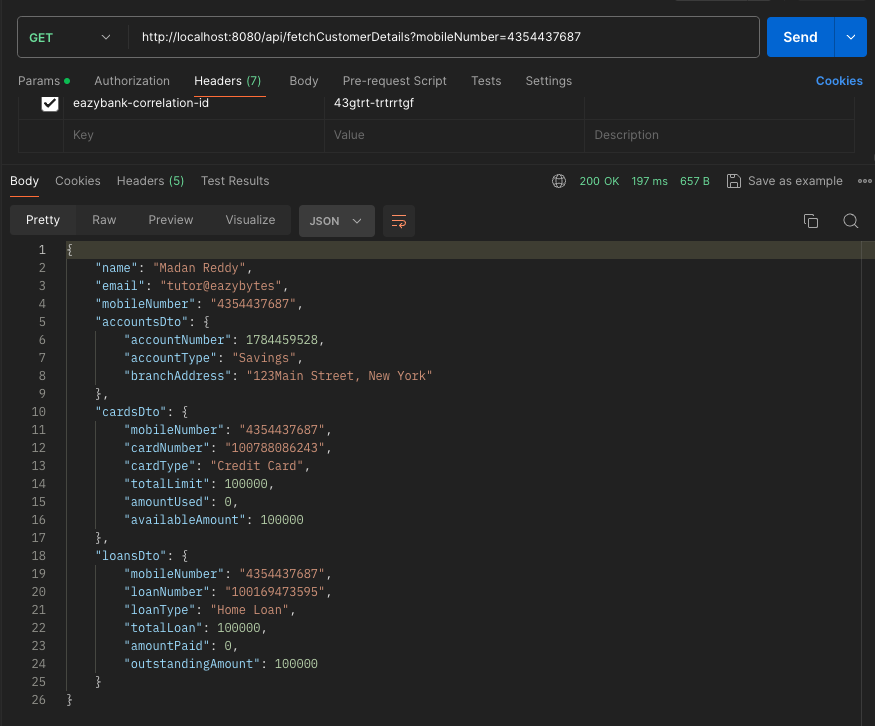 GET http://localhost:8080/api/fetchCustomerDetails?mobileNumber=4354437687 Send
Params Authorization Headers (7) Body Pre-request Script Tests Settings Cookies
eazybank-correlation-id 43gtrt-trtrrtgf
Key Value Description
Body Cookies Headers (5) Test Results 200 OK 197 ms 657 B Save as example
Pretty Raw Preview Visualize JSON
1 {
2 "name": "Madan Reddy",
3 "email": "tutor@eazybytes",
4 "mobileNumber": "4354437687",
5 "accountsDto": {
6 "accountNumber": 1784459528,
7 "accountType": "Savings",
8 "branchAddress": "123Main Street, New York"
9 },
10 "cardsDto": {
11 "mobileNumber": "4354437687",
12 "cardNumber": "100788086243",
13 "cardType": "Credit Card",
14 "totalLimit": 100000,
15 "amountUsed": 0,
16 "availableAmount": 100000
17 },
18 "loansDto": {
19 "mobileNumber": "4354437687",
20 "loanNumber": "100169473595",
21 "loanType": "Home Loan",
22 "totalLoan": 100000,
23 "amountPaid": 0,
24 "outstandingAmount": 100000
25 }
26 }